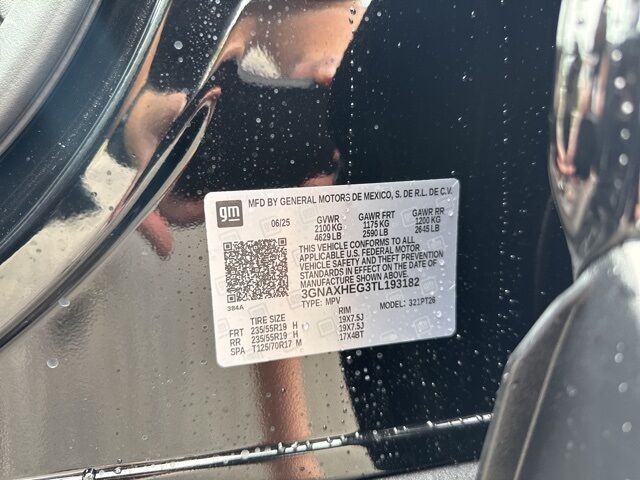 gm
MFD BY GENERAL MOTORS DE MEXICO, S. DE R.L. DE C.V.
06/25 GVWR GAWR FRT GAWR RR
2100 KG 1175 KG 1200 KG
4629 LB 2590 LB 2645 LB
THIS VEHICLE CONFORMS TO ALL
APPLICABLE U.S. FEDERAL MOTOR
VEHICLE SAFETY AND THEFT PREVENTION
STANDARDS IN EFFECT ON THE DATE OF
MANUFACTURE SHOWN ABOVE.
3GNAXHEG3TL193182
384A TYPE: MPV MODEL: 321PT26
TIRE SIZE RIM
FRT 235/55R19 H 19X7.5J
RR 235/55R19 H 19X7.5J
SPA T125/70R17 M 17X4BT